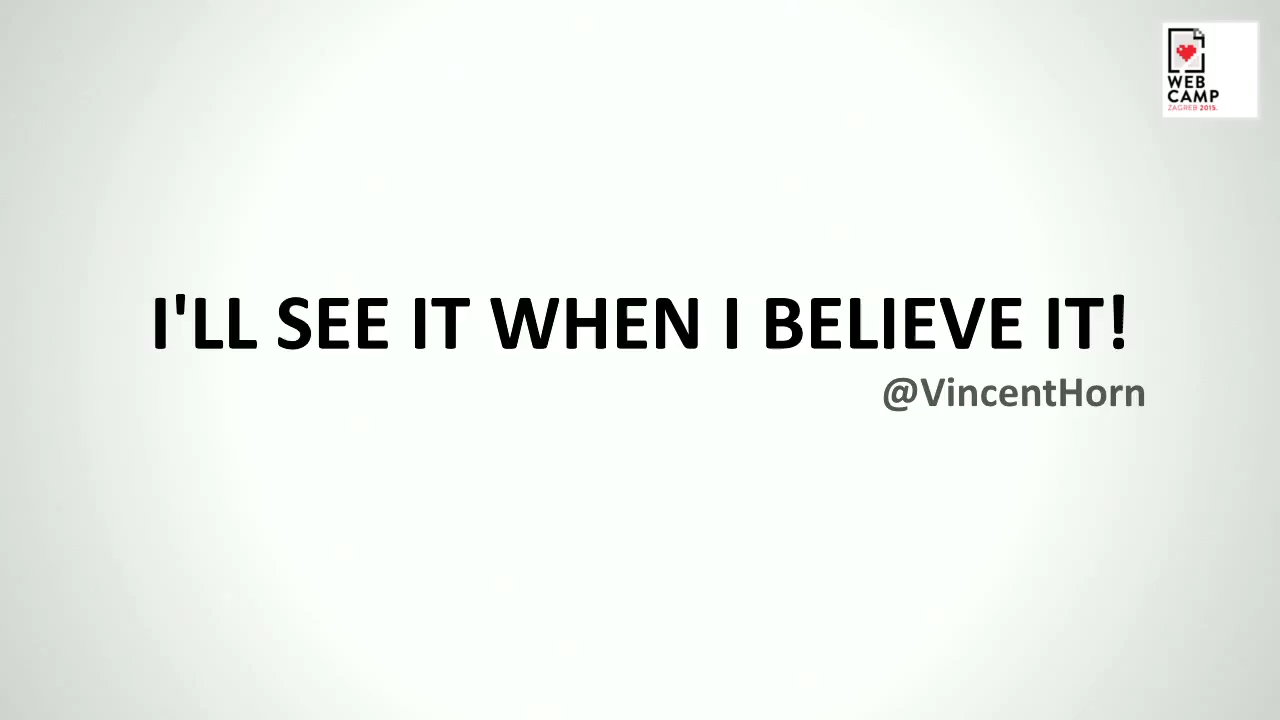 WEB
CAMP
ZAGREB 2015.
I'LL SEE IT WHEN I BELIEVE IT!
@VincentHorn